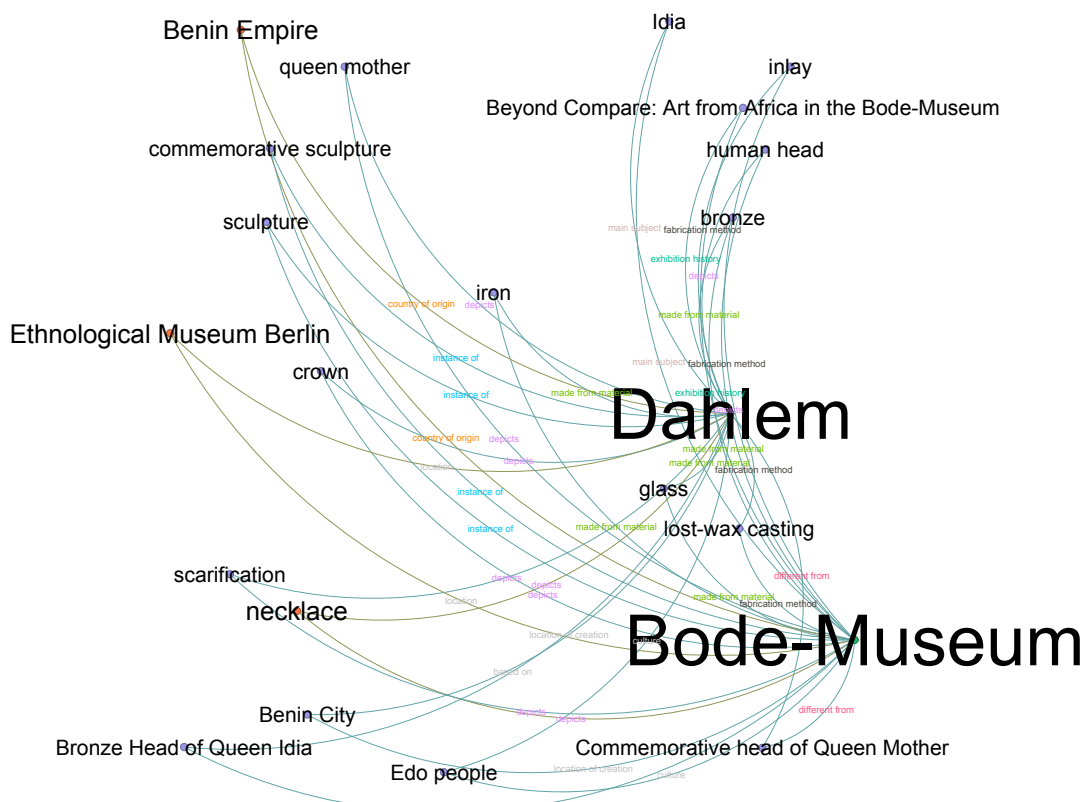 Idia
Benin Empire
queen mother
inlay
Beyond Compare: Art from Africa in the Bode-Museum
commemorative sculpture
human head
sculpture
bronze
main subject
fabrication method
exhibition history
depicts
iron
country of origin
depicts
made from material
Ethnological Museum Berlin
instance of
main subject
fabrication method
crown
instance of
made from material
exhibition history
depicts
Dahlem
country of origin
depicts
made from material
location
depicts
made from material
fabrication method
glass
instance of
instance of
made from material
lost-wax casting
scarification
depicts
different from
depicts
depicts
made from material
location
fabrication method
necklace
location of creation
culture
Bode-Museum
based on
Benin City
depicts
depicts
different from
Bronze Head of Queen Idia
Commemorative head of Queen Mother
Edo people
location of creation
culture